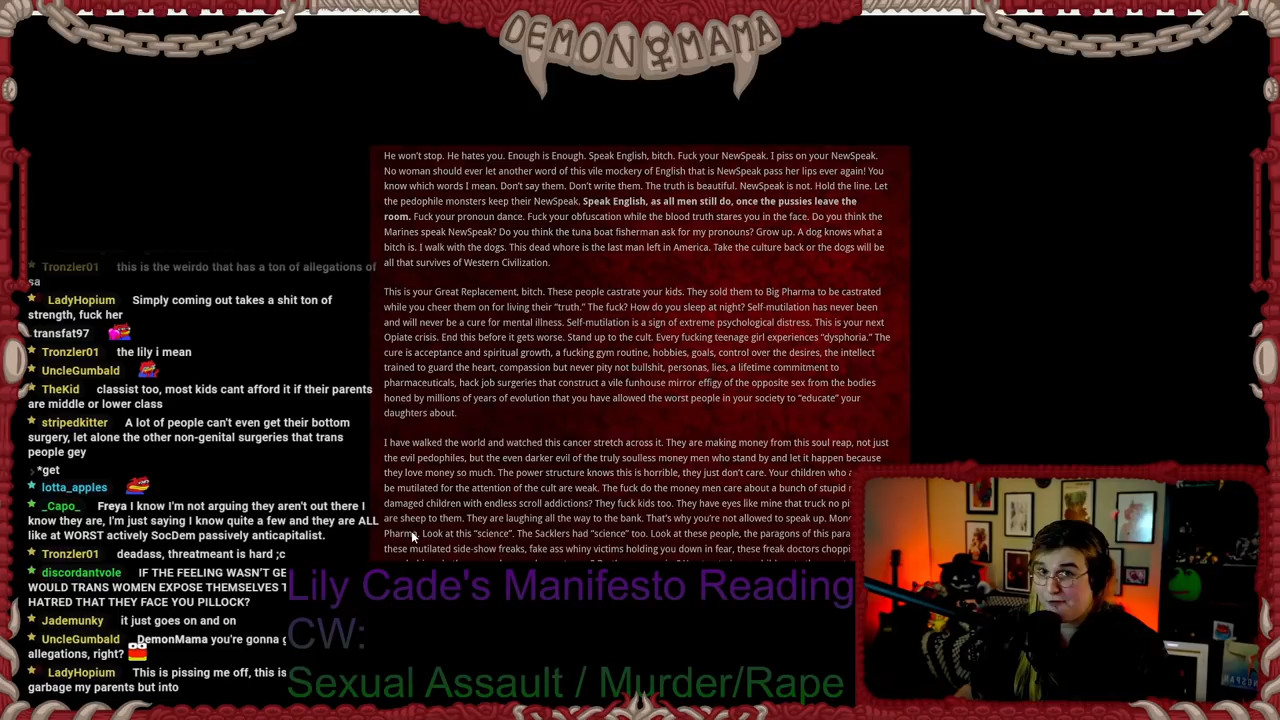 DEMON MAMA
He won't stop. He hates you. Enough is Enough. Speak English, bitch. Fuck your NewSpeak. I piss on your NewSpeak.
No woman should ever let another word of this vile mockery of English that is NewSpeak pass her lips ever again! You
know which words I mean. Don't say them. Don't write them. The truth is beautiful. NewSpeak is not. Hold the line. Let
the pedophile monsters keep their NewSpeak. Speak English, as all men still do, once the pussies leave the
room. Fuck your pronoun dance. Fuck your obfuscation while the blood truth stares you in the face. Do you think the
Marines speak NewSpeak? Do you think the tuna boat fisherman ask for my pronouns? Grow up. A dog knows what a
bitch is. I walk with the dogs. This dead whore is the last man left in America. Take the culture back or the dogs will be
all that survives of Western Civilization.
This is your Great Replacement, bitch. These people castrate your kids. They sold them to Big Pharma to be castrated
while you cheer them on for living their "truth." The fuck? How do you sleep at night? Self-mutilation has never been
and will never be a cure for mental illness. Self-mutilation is a sign of extreme psychological distress. This is your next
Opiate crisis. End this before it gets worse. Stand up to the cult. Every fucking teenage girl experiences "dysphoria." The
cure is acceptance and spiritual growth, a fucking gym routine, hobbies, goals, control over the desires, the intellect
trained to guard the heart, compassion but never pity not bullshit, personas, lies, a lifetime commitment to
pharmaceuticals, hack job surgeries that construct a vile funhouse mirror effigy of the opposite sex from the bodies
honed by millions of years of evolution that you have allowed the worst people in your society to "educate" your
daughters about.
I have walked the world and watched this cancer stretch across it. They are making money from this soul reap, not just
the evil pedophiles, but the even darker evil of the truly soulless money men who stand by and let it happen because
they love money so much. The power structure knows this is horrible, they just don't care. Your children who
be mutilated for the attention of the cult are weak. The fuck do the money men care about a bunch of stupid
damaged children with endless scroll addictions? They fuck kids too. They have eyes like mine that truck no
are sheep to them. They are laughing all the way to the bank. That's why you're not allowed to speak up.
Pharma. Look at this "science". The Sacklers had "science" too. Look at these people, the paragons of this
these mutilated side-show freaks, fake ass whiny victims holding you down in fear, these freak doctors
Tronzler01 this is the weirdo that has a ton of allegations of
sa
LadyHopium Simply coming out takes a shit ton of
strength, fuck her
transfat97
Tronzler01 the lily i mean
UncleGumbald
TheKid classist too, most kids cant afford it if their parents
are middle or lower class
stripedkitter A lot of people can't even get their bottom
surgery, let alone the other non-genital surgeries that trans
people gey
*get
lotta_apples
_Capo_ Freya I know I'm not arguing they aren't out there I
know they are, I'm just saying I know quite a few and they are ALL
like at WORST actively SocDem passively anticapitalist.
Tronzler01 deadass, threatment is hard ;c
discordantvole IF THE FEELING WASN'T GE
WOULD TRANS WOMEN EXPOSE THEMSELVES
HATRED THAT THEY FACE YOU PILLOCK?
Jademunky it just goes on and on
UncleGumbald DemonMama you're gonna
allegations, right?
LadyHopium This is pissing me off, this is
garbage my parents but into
Lily Cade's Manifesto Reading
CW:
Sexual Assault / Murder/Rape